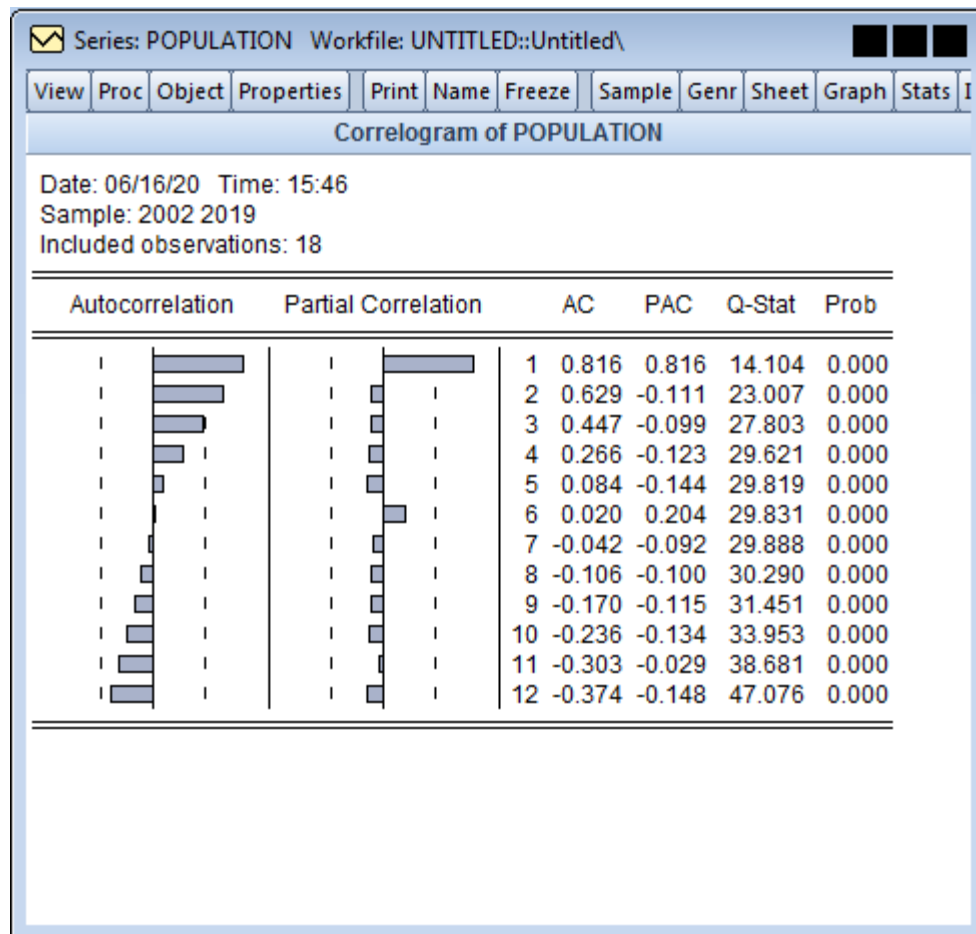 Series: POPULATION Workfile: UNTITLED::Untitled\
View Proc Object Properties Print Name Freeze Sample Genr Sheet Graph Stats I
Correlogram of POPULATION
Date: 06/16/20 Time: 15:46
Sample: 2002 2019
Included observations: 18
Autocorrelation Partial Correlation AC PAC Q-Stat Prob
1 0.816 0.816 14.104 0.000
2 0.629 -0.111 23.007 0.000
3 0.447 -0.099 27.803 0.000
4 0.266 -0.123 29.621 0.000
5 0.084 -0.144 29.819 0.000
6 0.020 0.204 29.831 0.000
7 -0.042 -0.092 29.888 0.000
8 -0.106 -0.100 30.290 0.000
9 -0.170 -0.115 31.451 0.000
10 -0.236 -0.134 33.953 0.000
11 -0.303 -0.029 38.681 0.000
12 -0.374 -0.148 47.076 0.000